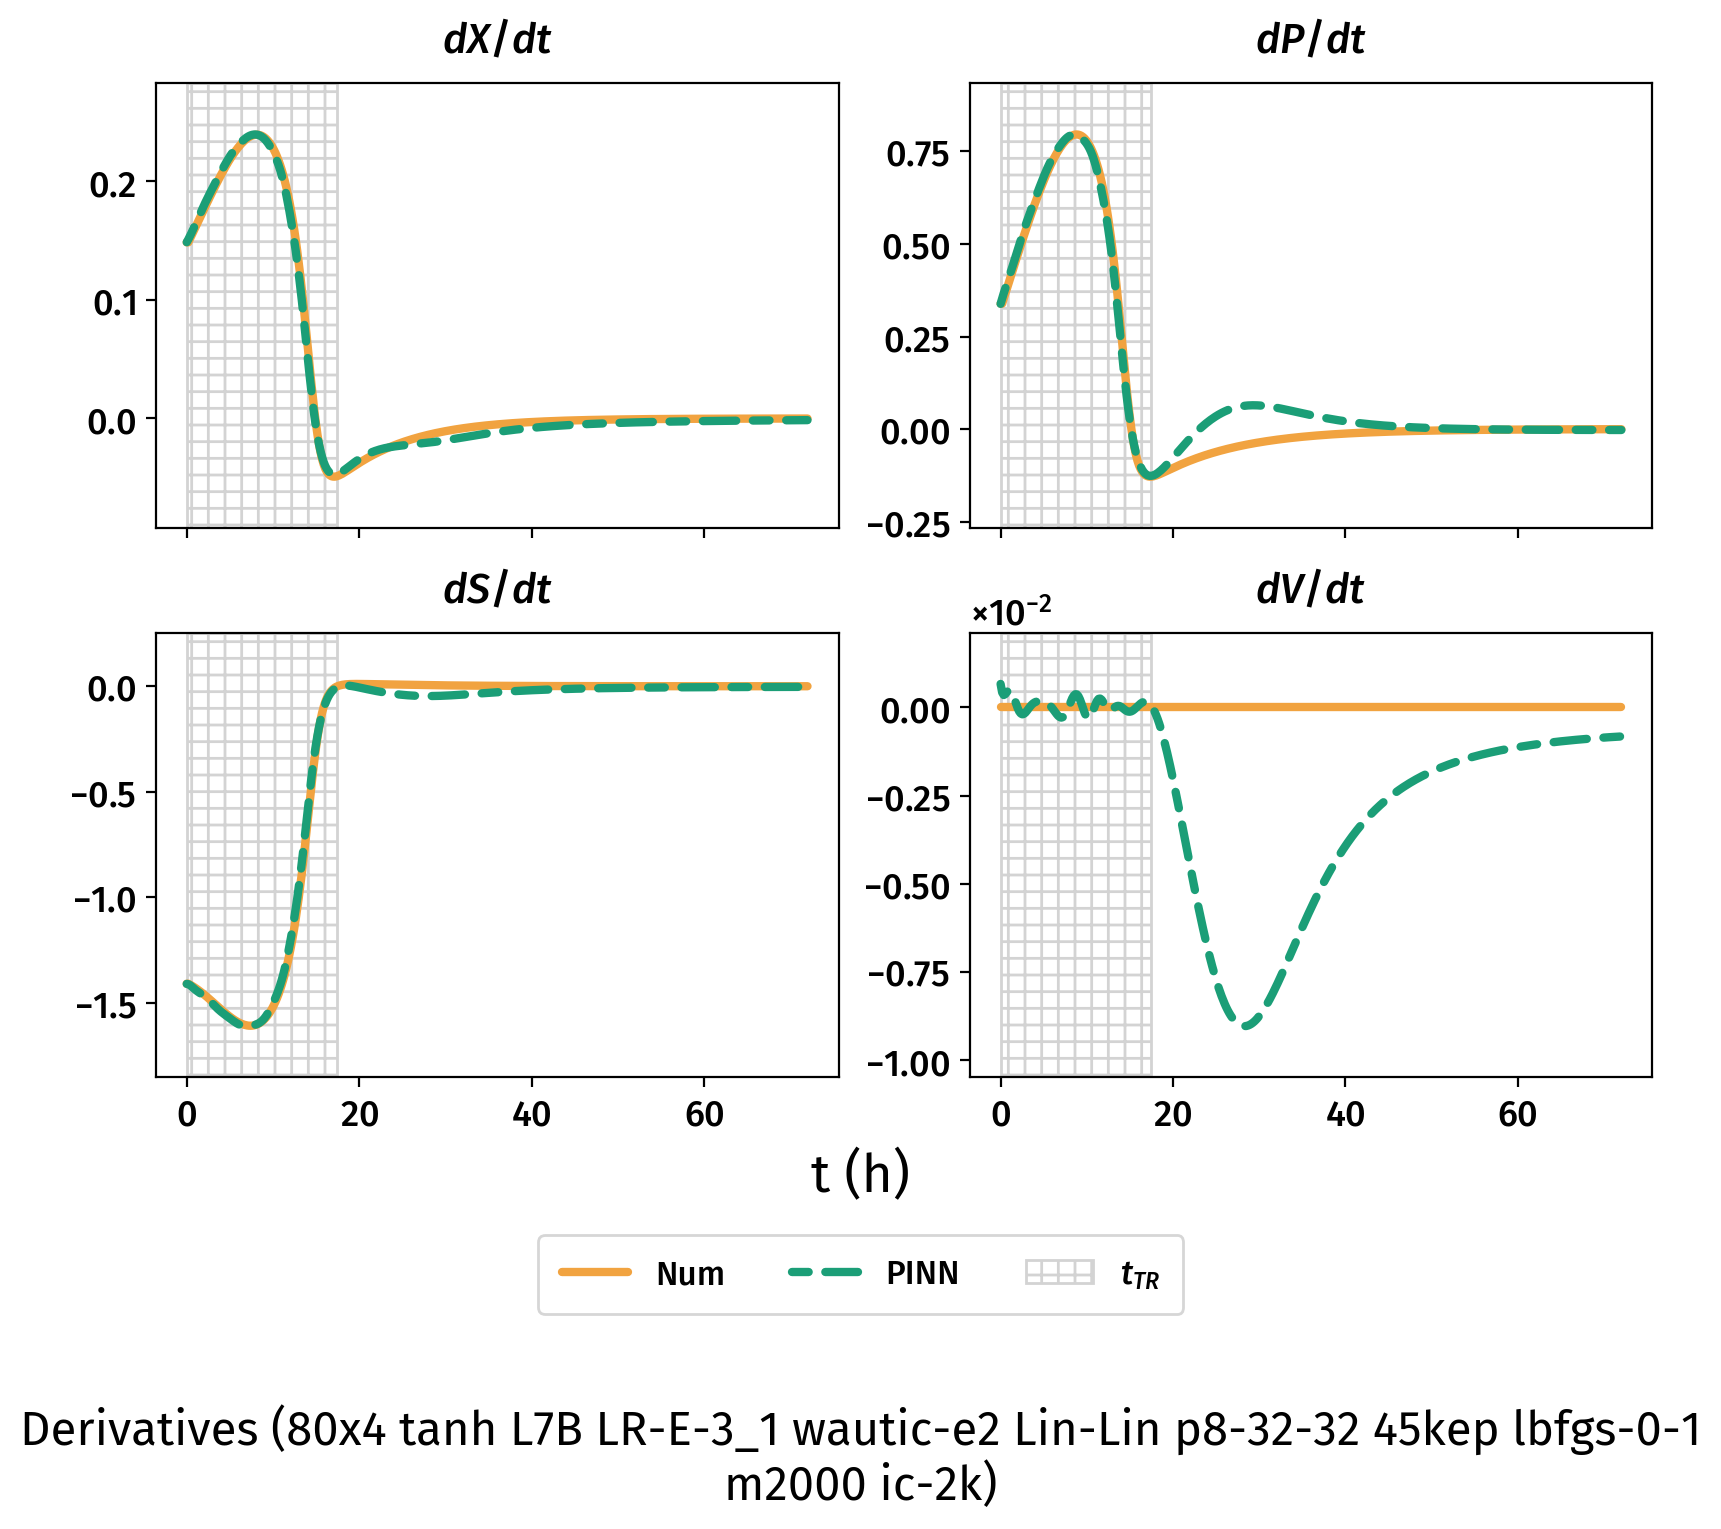 dX/dt
dP/dt
0.2
0.1
0.0
0.75
0.50
0.25
0.00
−0.25
dS/dt
dV/dt
×10⁻²
0.0
−0.5
−1.0
−1.5
0.00
−0.25
−0.50
−0.75
−1.00
0 20 40 60
0 20 40 60
t (h)
Num PINN t_TR
Derivatives (80x4 tanh L7B LR-E-3_1 wautic-e2 Lin-Lin p8-32-32 45kep lbfgs-0-1
m2000 ic-2k)